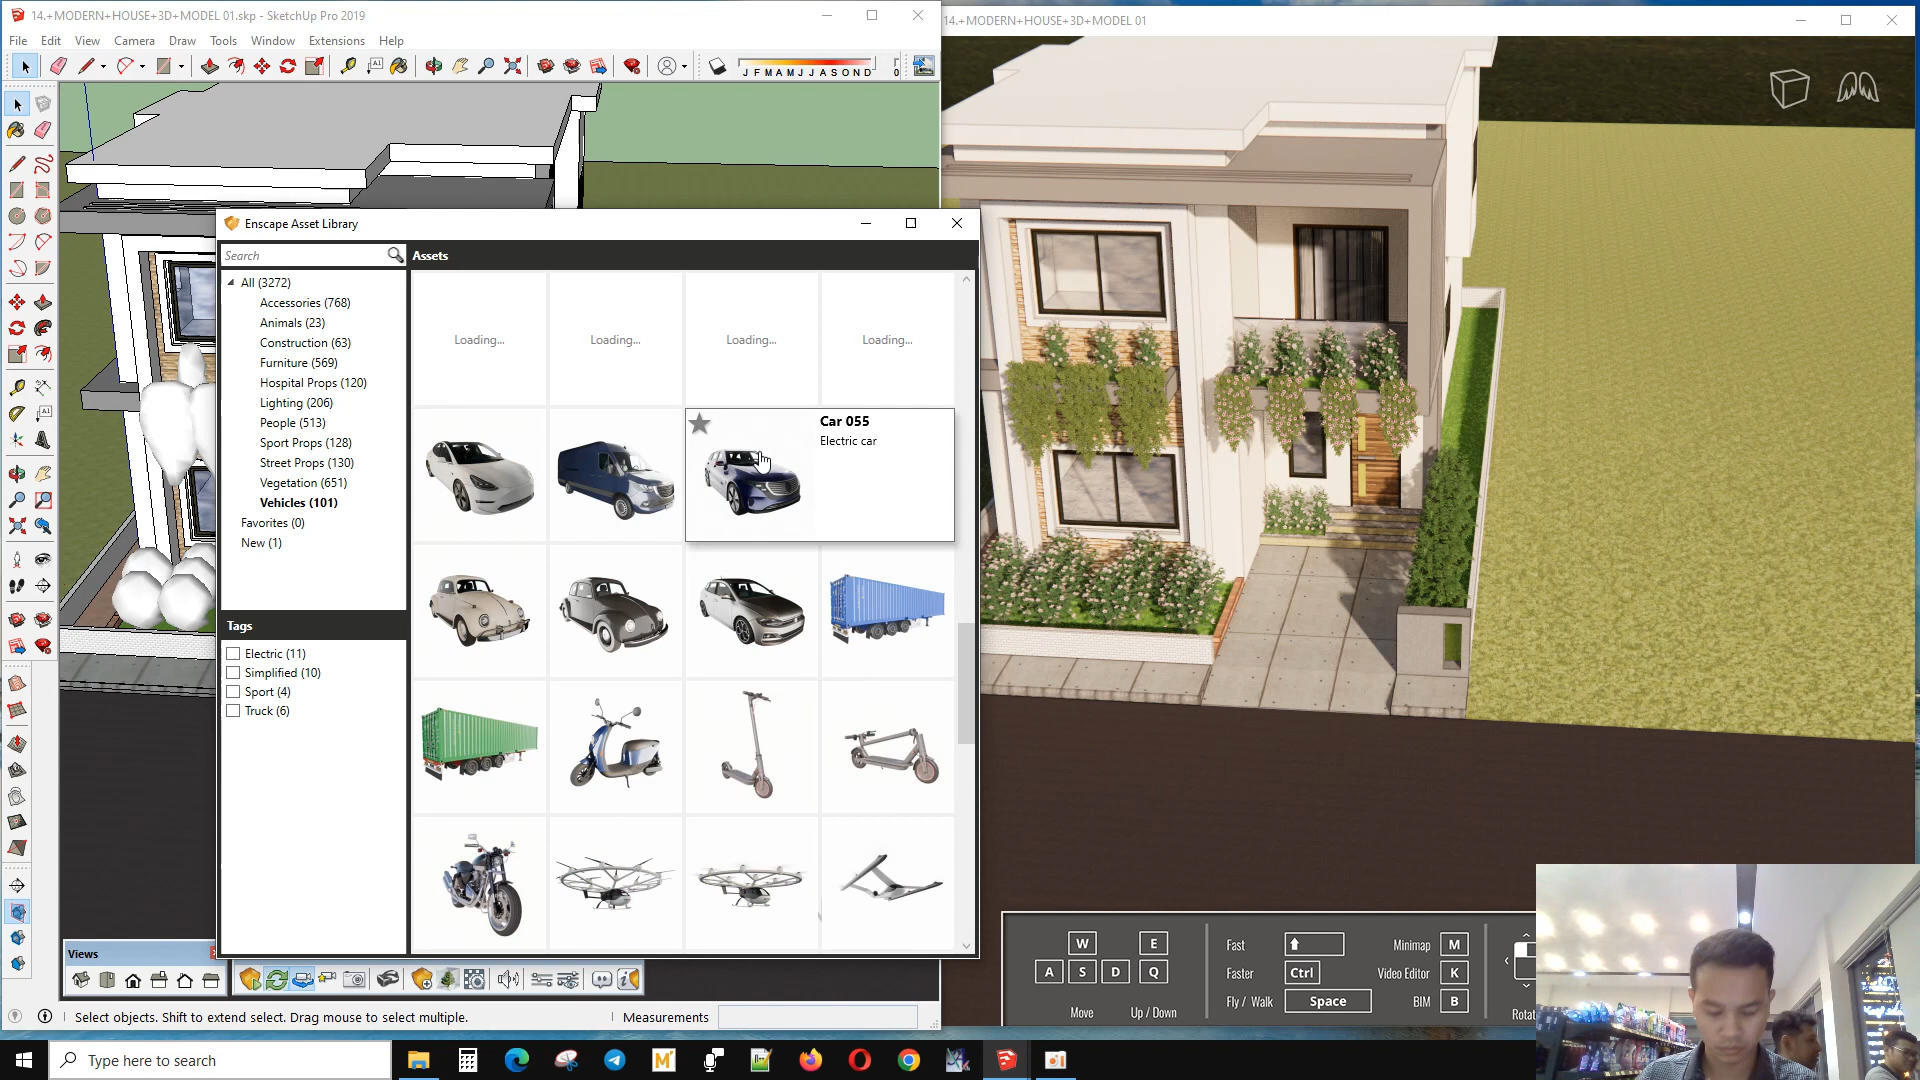 14.+MODERN+HOUSE+3D+MODEL 01.skp - SketchUp Pro 2019
File Edit View Camera Draw Tools Window Extensions Help
J F M A M J J A S O N D
14.+MODERN+HOUSE+3D+MODEL 01
Enscape Asset Library
Search
Assets
All (3272)
Accessories (768)
Animals (23)
Construction (63)
Furniture (569)
Hospital Props (120)
Lighting (206)
People (513)
Sport Props (128)
Street Props (130)
Vegetation (651)
Vehicles (101)
Favorites (0)
New (1)
Tags
Electric (11)
Simplified (10)
Sport (4)
Truck (6)
Loading... Loading... Loading... Loading...
Car 055
Electric car
Views
Select objects. Shift to extend select. Drag mouse to select multiple.
Measurements
W E
A S D Q
Move Up / Down
Fast
Faster Ctrl
Fly / Walk Space
Minimap M
Video Editor K
BIM B
Type here to search